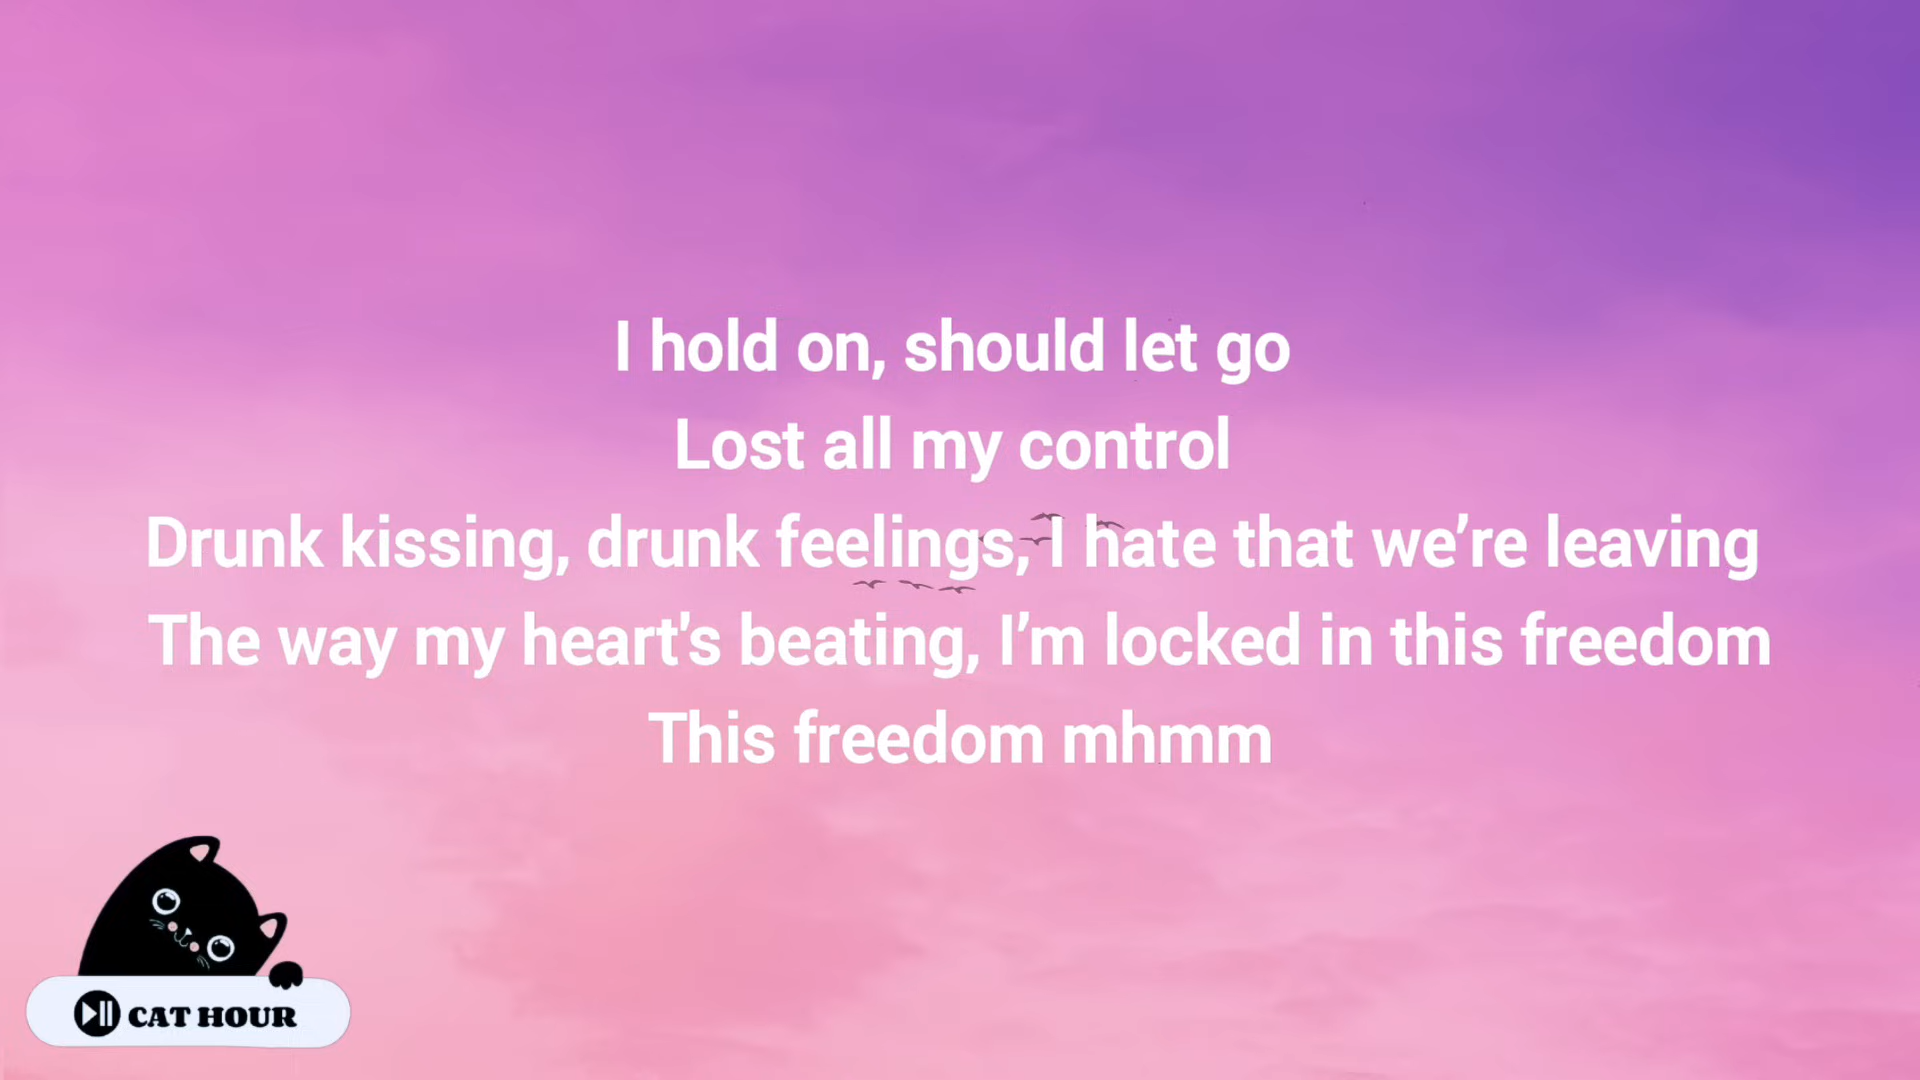 I hold on, should let go
Lost all my control
Drunk kissing, drunk feelings, I hate that we’re leaving
The way my heart's beating, I’m locked in this freedom
This freedom mhmm
CAT HOUR